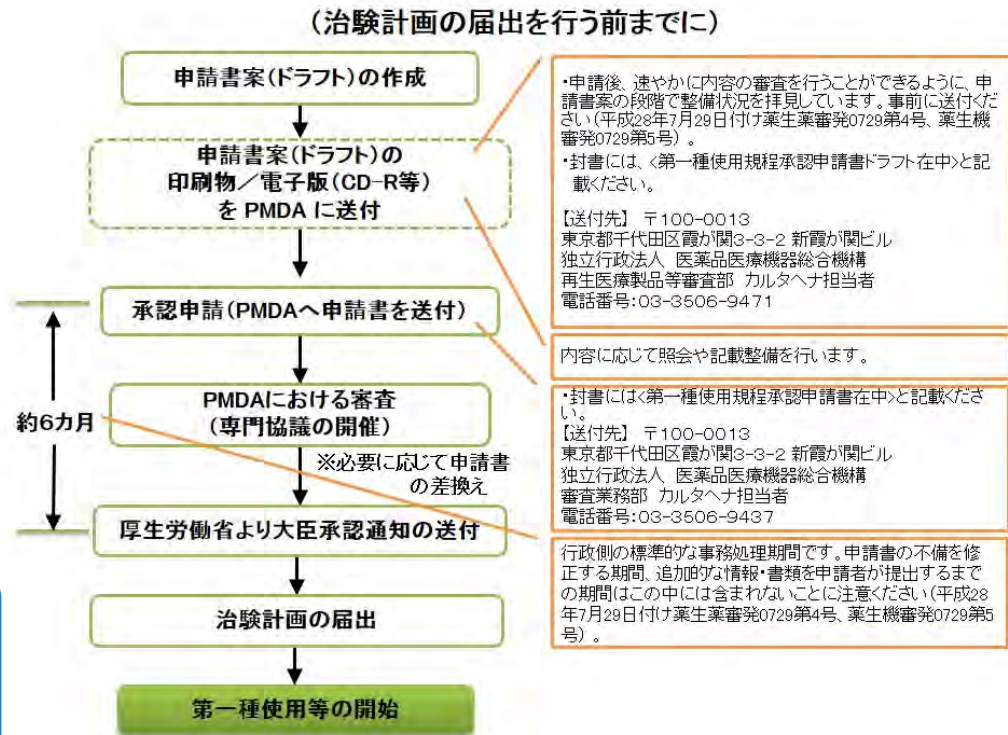 (治験計画の届出を行う前までに)
申請書案(ドラフト)の作成
申請書案(ドラフト)の
印刷物/電子版(CD-R等)
を PMDA に送付
承認申請(PMDAへ申請書を送付)
約6カ月
PMDAにおける審査
(専門協議の開催)
※必要に応じて申請書
の差換え
厚生労働省より大臣承認通知の送付
治験計画の届出
第一種使用等の開始
・申請後、速やかに内容の審査を行うことができるように、申
請書案の段階で整備状況を拝見しています。事前に送付くだ
さい(平成28年7月29日付け薬生薬審発0729第4号、薬生機
審発0729第5号)。
・封書には、<第一種使用規程承認申請書ドラフト在中>と記
載ください。
【送付先】 〒100-0013
東京都千代田区霞が関3-3-2 新霞が関ビル
独立行政法人 医薬品医療機器総合機構
再生医療製品等審査部 カルタヘナ担当者
電話番号:03-3506-9471
内容に応じて照会や記載整備を行います。
・封書には<第一種使用規程承認申請書在中>と記載くださ
い。
【送付先】 〒100-0013
東京都千代田区霞が関3-3-2 新霞が関ビル
独立行政法人 医薬品医療機器総合機構
審査業務部 カルタヘナ担当者
電話番号:03-3506-9437
行政側の標準的な事務処理期間です。申請書の不備を修
正する期間、追加的な情報・書類を申請者が提出するまで
の期間はこの中には含まれないことに注意ください(平成28
年7月29日付け薬生薬審発0729第4号、薬生機審発0729第5
号)。